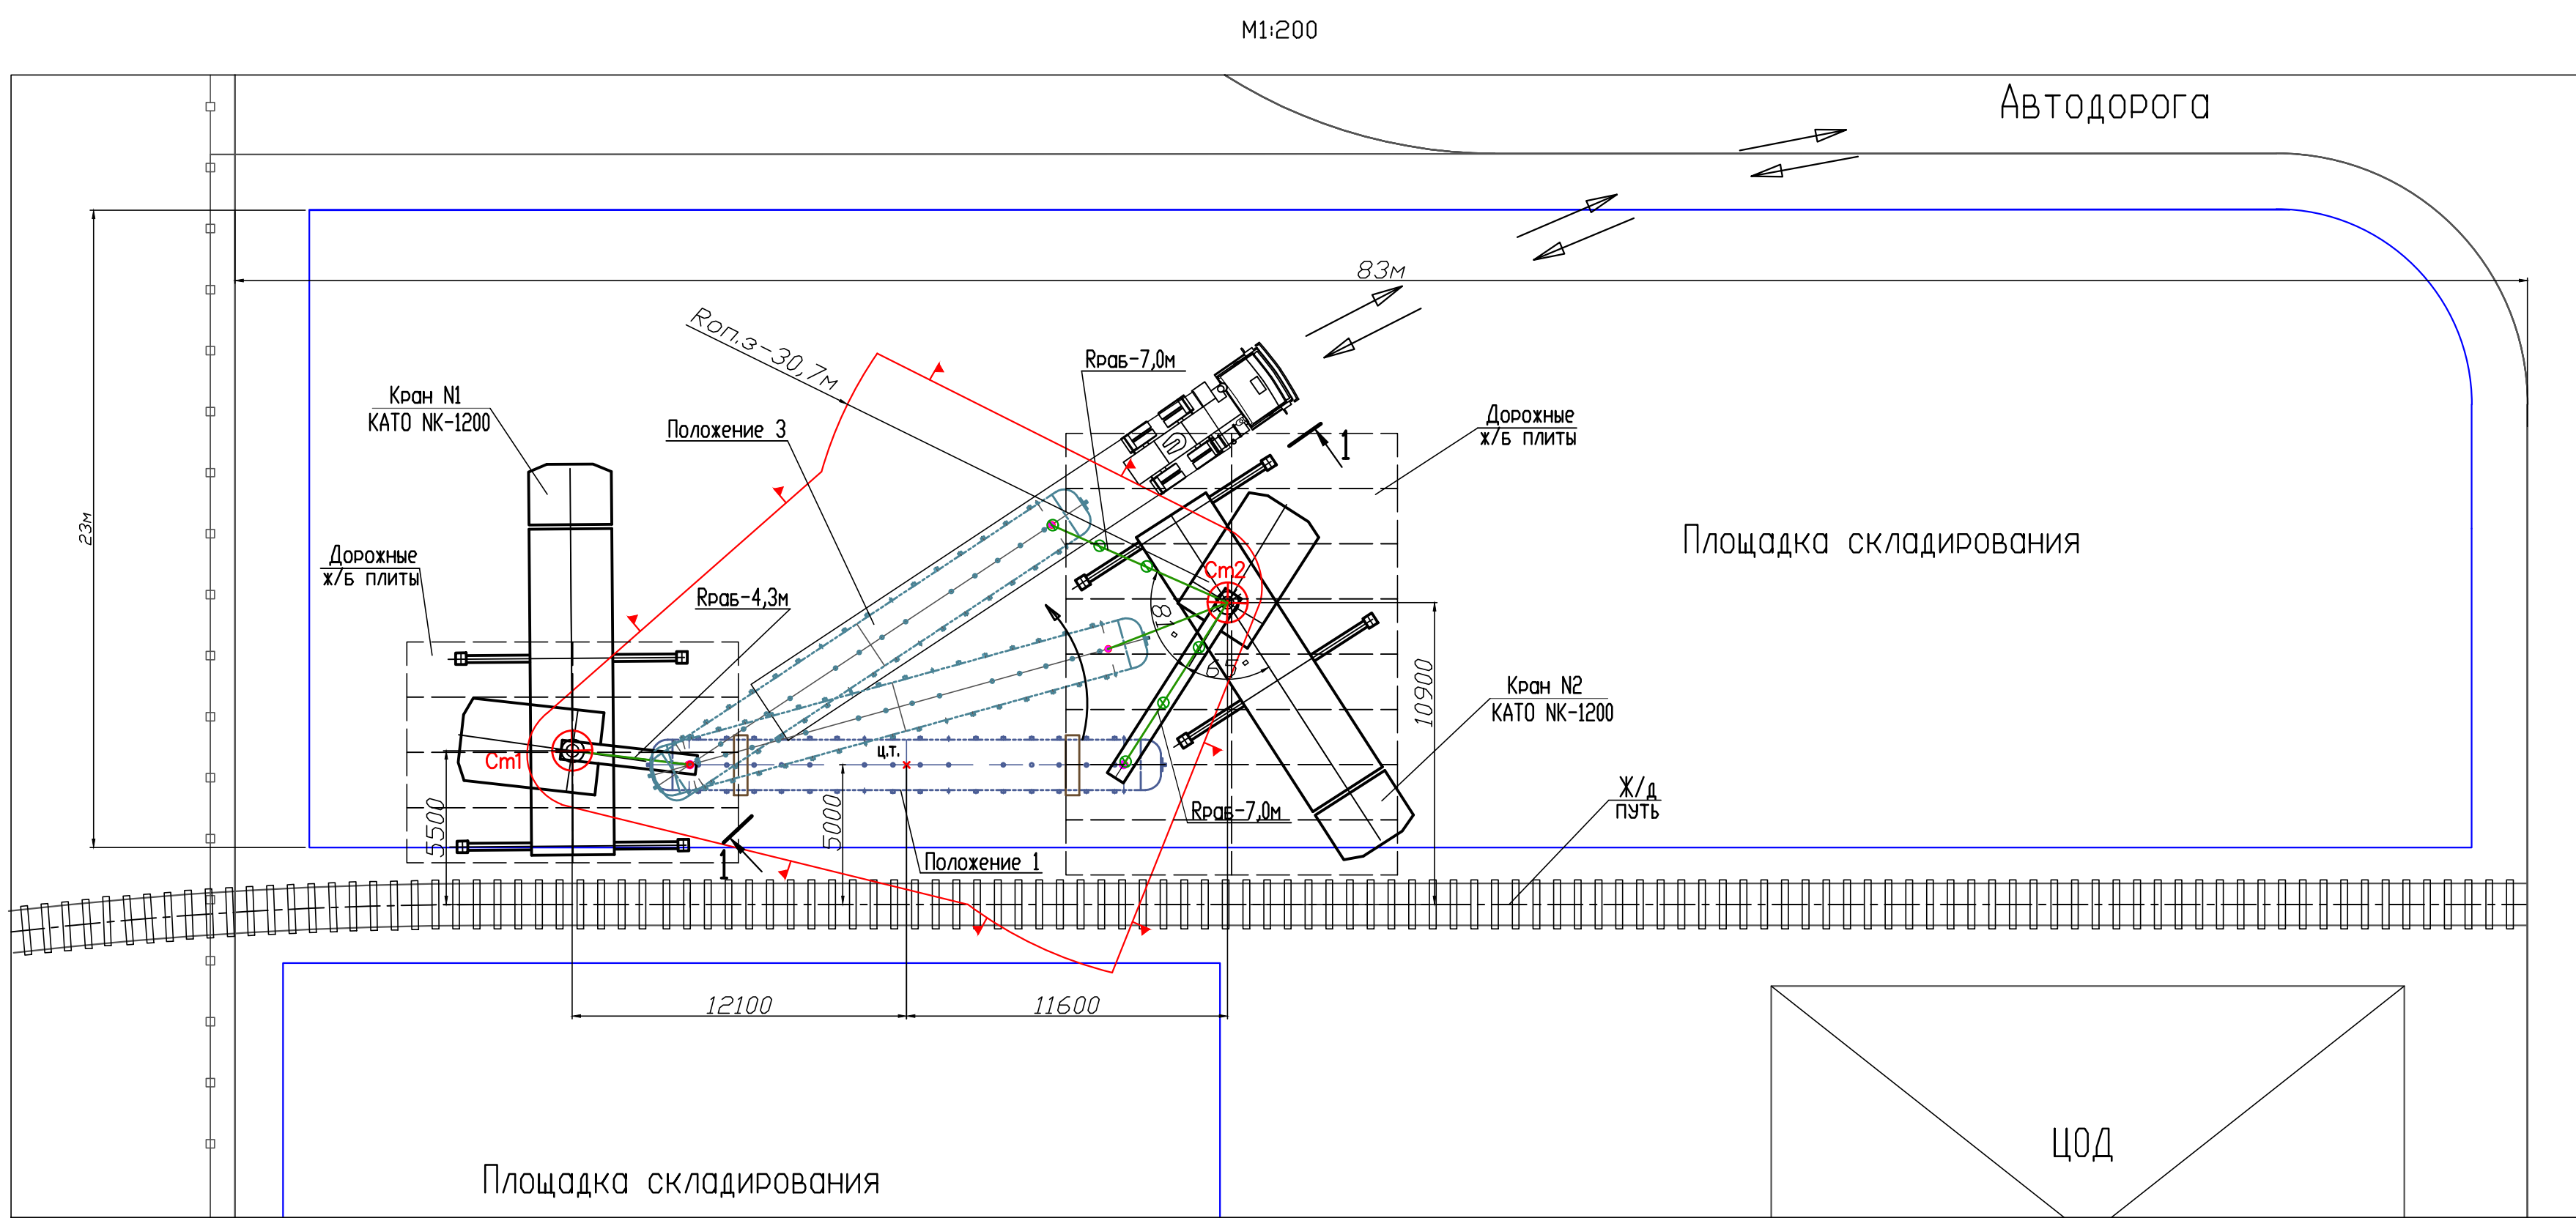 М1:200
Автодорога
83м
Rоп.з-30,7м
Rраб-7,0м
Кран N1
КАТО NK-1200
Положение 3
Дорожные
ж/б плиты
1
23м
Площадка складирования
Дорожные
ж/б плиты
Ст2
Rраб-4,3м
81°
65°
10900
Кран N2
КАТО NK-1200
ц.т.
Ст1
Ж/д
путь
5500
5000
Rраб-7,0м
1
Положение 1
12100
11600
ЦОД
Площадка складирования